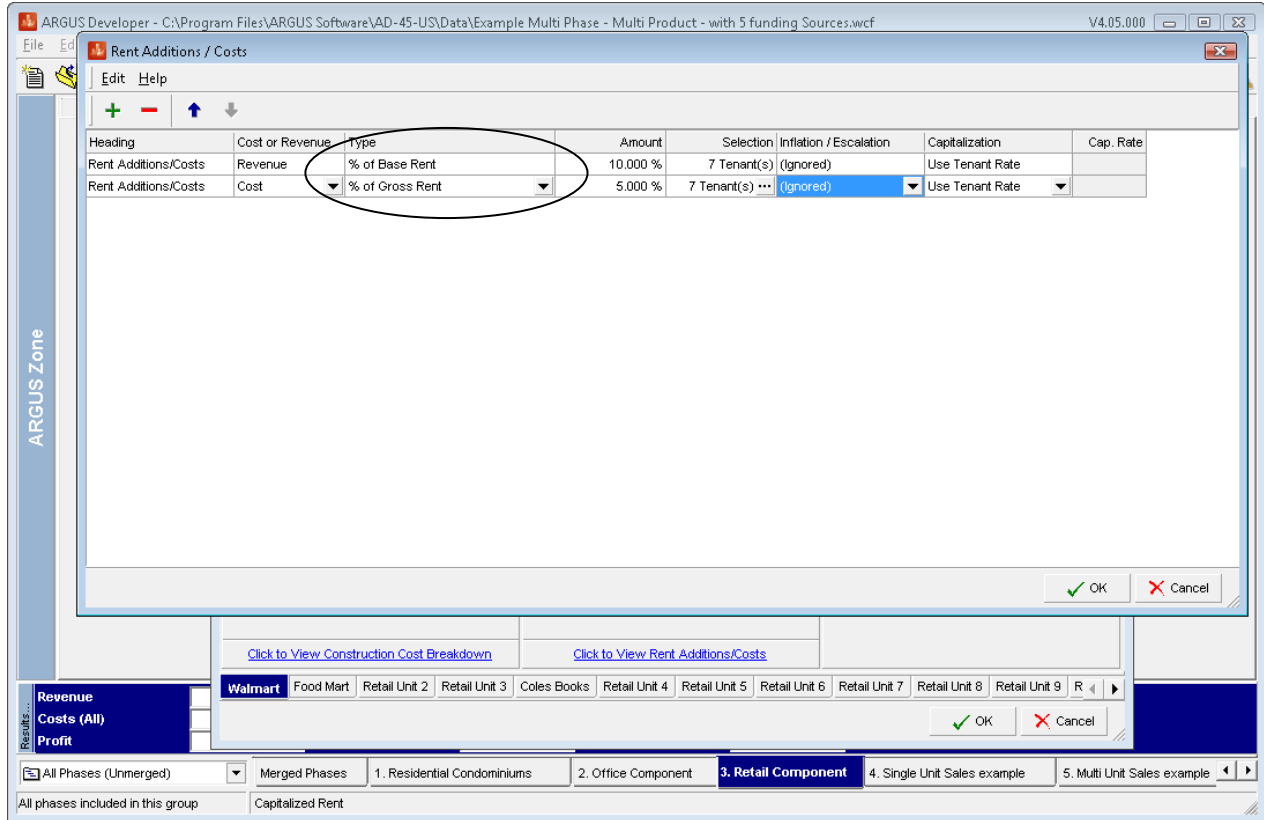 ARGUS Developer - C:\Program Files\ARGUS Software\AD-45-US\Data\Example Multi Phase - Multi Product - with 5 funding Sources.wcf V4.05.000
File Ed
Rent Additions / Costs
Edit Help
Heading Cost or Revenue Type Amount Selection Inflation / Escalation Capitalization Cap. Rate
Rent Additions/Costs Revenue % of Base Rent 10.000 % 7 Tenant(s) (Ignored) Use Tenant Rate
Rent Additions/Costs Cost % of Gross Rent 5.000 % 7 Tenant(s) ... (Ignored) Use Tenant Rate
ARGUS Zone
OK Cancel
Click to View Construction Cost Breakdown Click to View Rent Additions/Costs
Walmart Food Mart Retail Unit 2 Retail Unit 3 Coles Books Retail Unit 4 Retail Unit 5 Retail Unit 6 Retail Unit 7 Retail Unit 8 Retail Unit 9 R
OK Cancel
Results...
Revenue
Costs (All)
Profit
All Phases (Unmerged) Merged Phases 1. Residential Condominiums 2. Office Component 3. Retail Component 4. Single Unit Sales example 5. Multi Unit Sales example
All phases included in this group Capitalized Rent